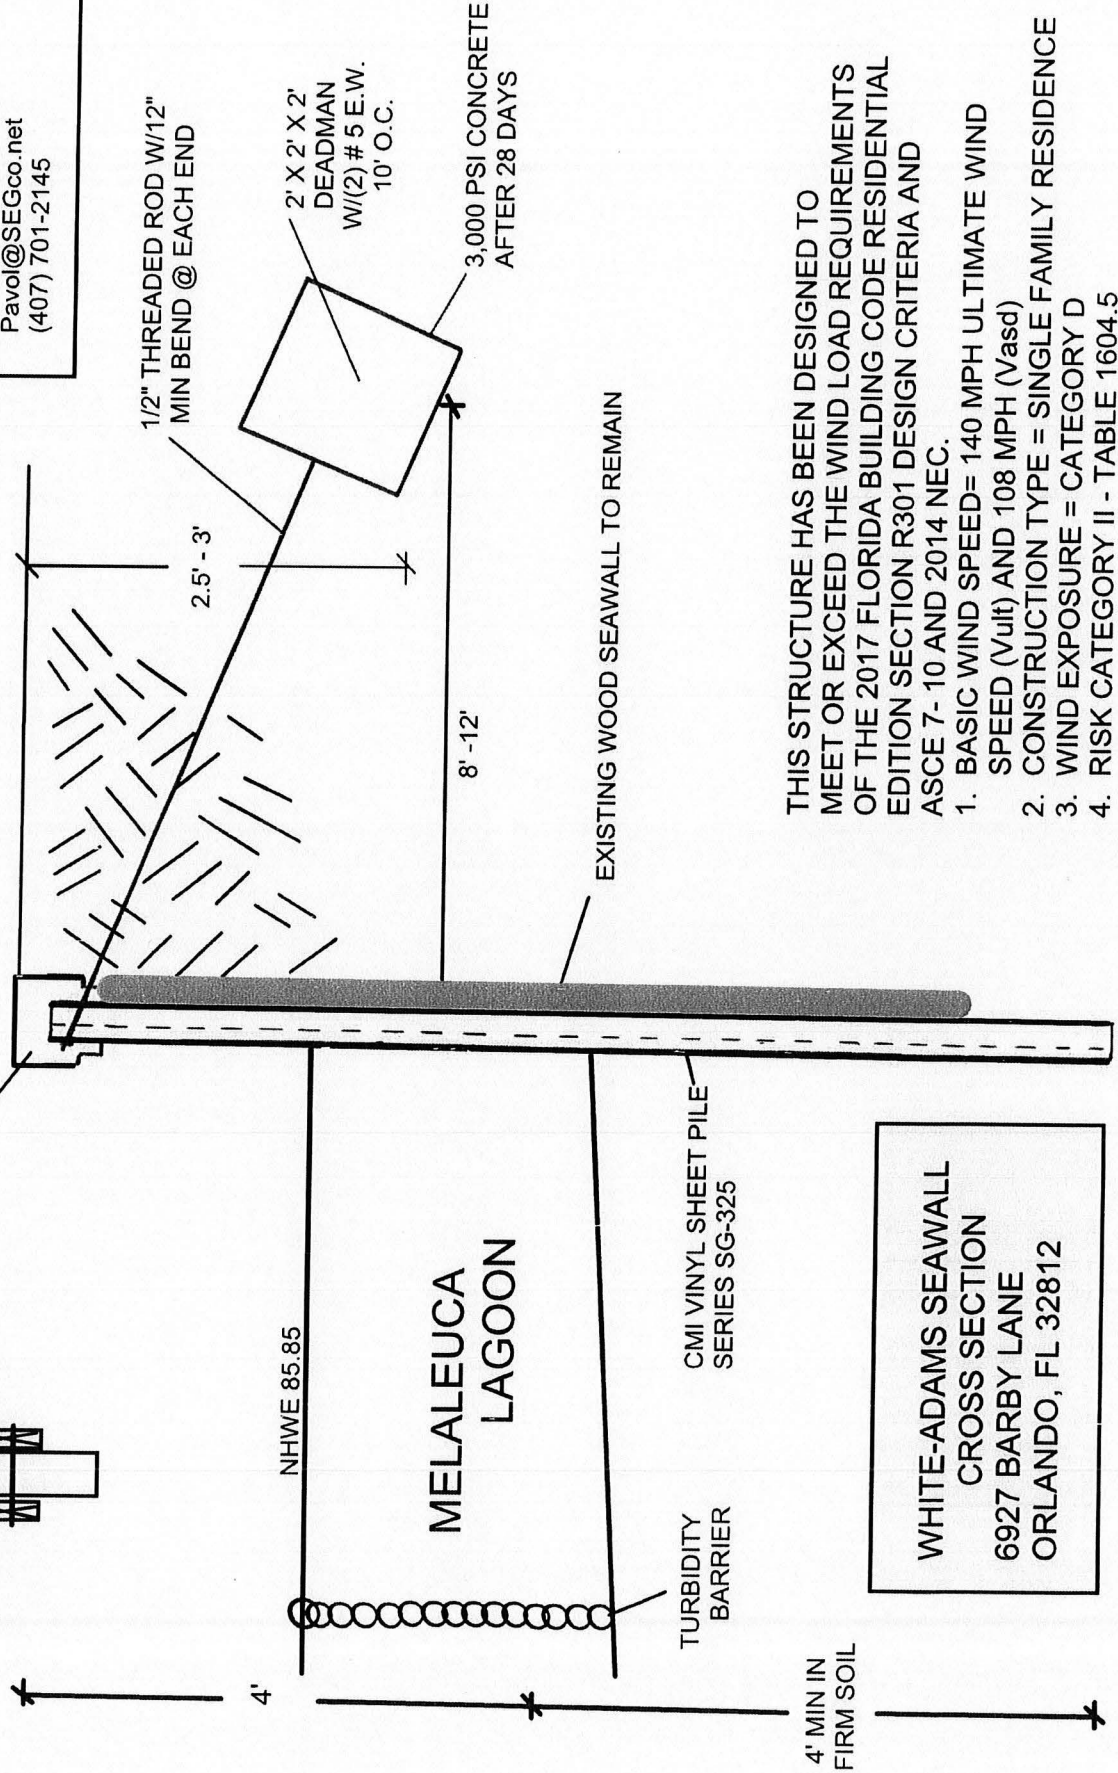 Pavol@SEGco.net
(407) 701-2145
1/2" THREADED ROD W/12"
MIN BEND @ EACH END
2' X 2' X 2'
DEADMAN
W/(2) # 5 E.W.
10' O.C.
3,000 PSI CONCRETE
AFTER 28 DAYS
2.5' - 3'
8' -12'
EXISTING WOOD SEAWALL TO REMAIN
NHWE 85.85
MELALEUCA
LAGOON
CMI VINYL SHEET PILE
SERIES SG-325
TURBIDITY
BARRIER
4'
4' MIN IN
FIRM SOIL
WHITE-ADAMS SEAWALL
CROSS SECTION
6927 BARBY LANE
ORLANDO, FL 32812
THIS STRUCTURE HAS BEEN DESIGNED TO
MEET OR EXCEED THE WIND LOAD REQUIREMENTS
OF THE 2017 FLORIDA BUILDING CODE RESIDENTIAL
EDITION SECTION R301 DESIGN CRITERIA AND
ASCE 7- 10 AND 2014 NEC.
1. BASIC WIND SPEED= 140 MPH ULTIMATE WIND
SPEED (Vult) AND 108 MPH (Vasd)
2. CONSTRUCTION TYPE = SINGLE FAMILY RESIDENCE
3. WIND EXPOSURE = CATEGORY D
4. RISK CATEGORY II - TABLE 1604.5